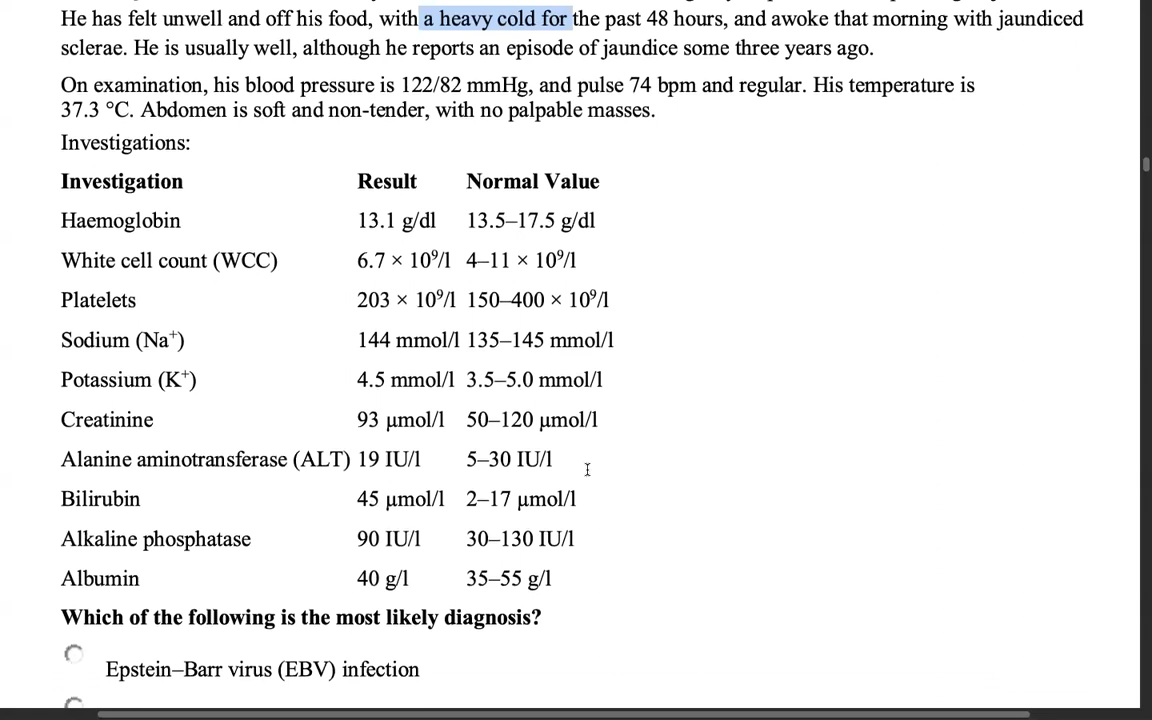 He has felt unwell and off his food, with a heavy cold for the past 48 hours, and awoke that morning with jaundiced
sclerae. He is usually well, although he reports an episode of jaundice some three years ago.
On examination, his blood pressure is 122/82 mmHg, and pulse 74 bpm and regular. His temperature is
37.3 °C. Abdomen is soft and non-tender, with no palpable masses.
Investigations:
Investigation Result Normal Value
Haemoglobin 13.1 g/dl 13.5–17.5 g/dl
White cell count (WCC) 6.7 × 10⁹/l 4–11 × 10⁹/l
Platelets 203 × 10⁹/l 150–400 × 10⁹/l
Sodium (Na⁺) 144 mmol/l 135–145 mmol/l
Potassium (K⁺) 4.5 mmol/l 3.5–5.0 mmol/l
Creatinine 93 μmol/l 50–120 μmol/l
Alanine aminotransferase (ALT) 19 IU/l 5–30 IU/l
Bilirubin 45 μmol/l 2–17 μmol/l
Alkaline phosphatase 90 IU/l 30–130 IU/l
Albumin 40 g/l 35–55 g/l
Which of the following is the most likely diagnosis?
Epstein–Barr virus (EBV) infection